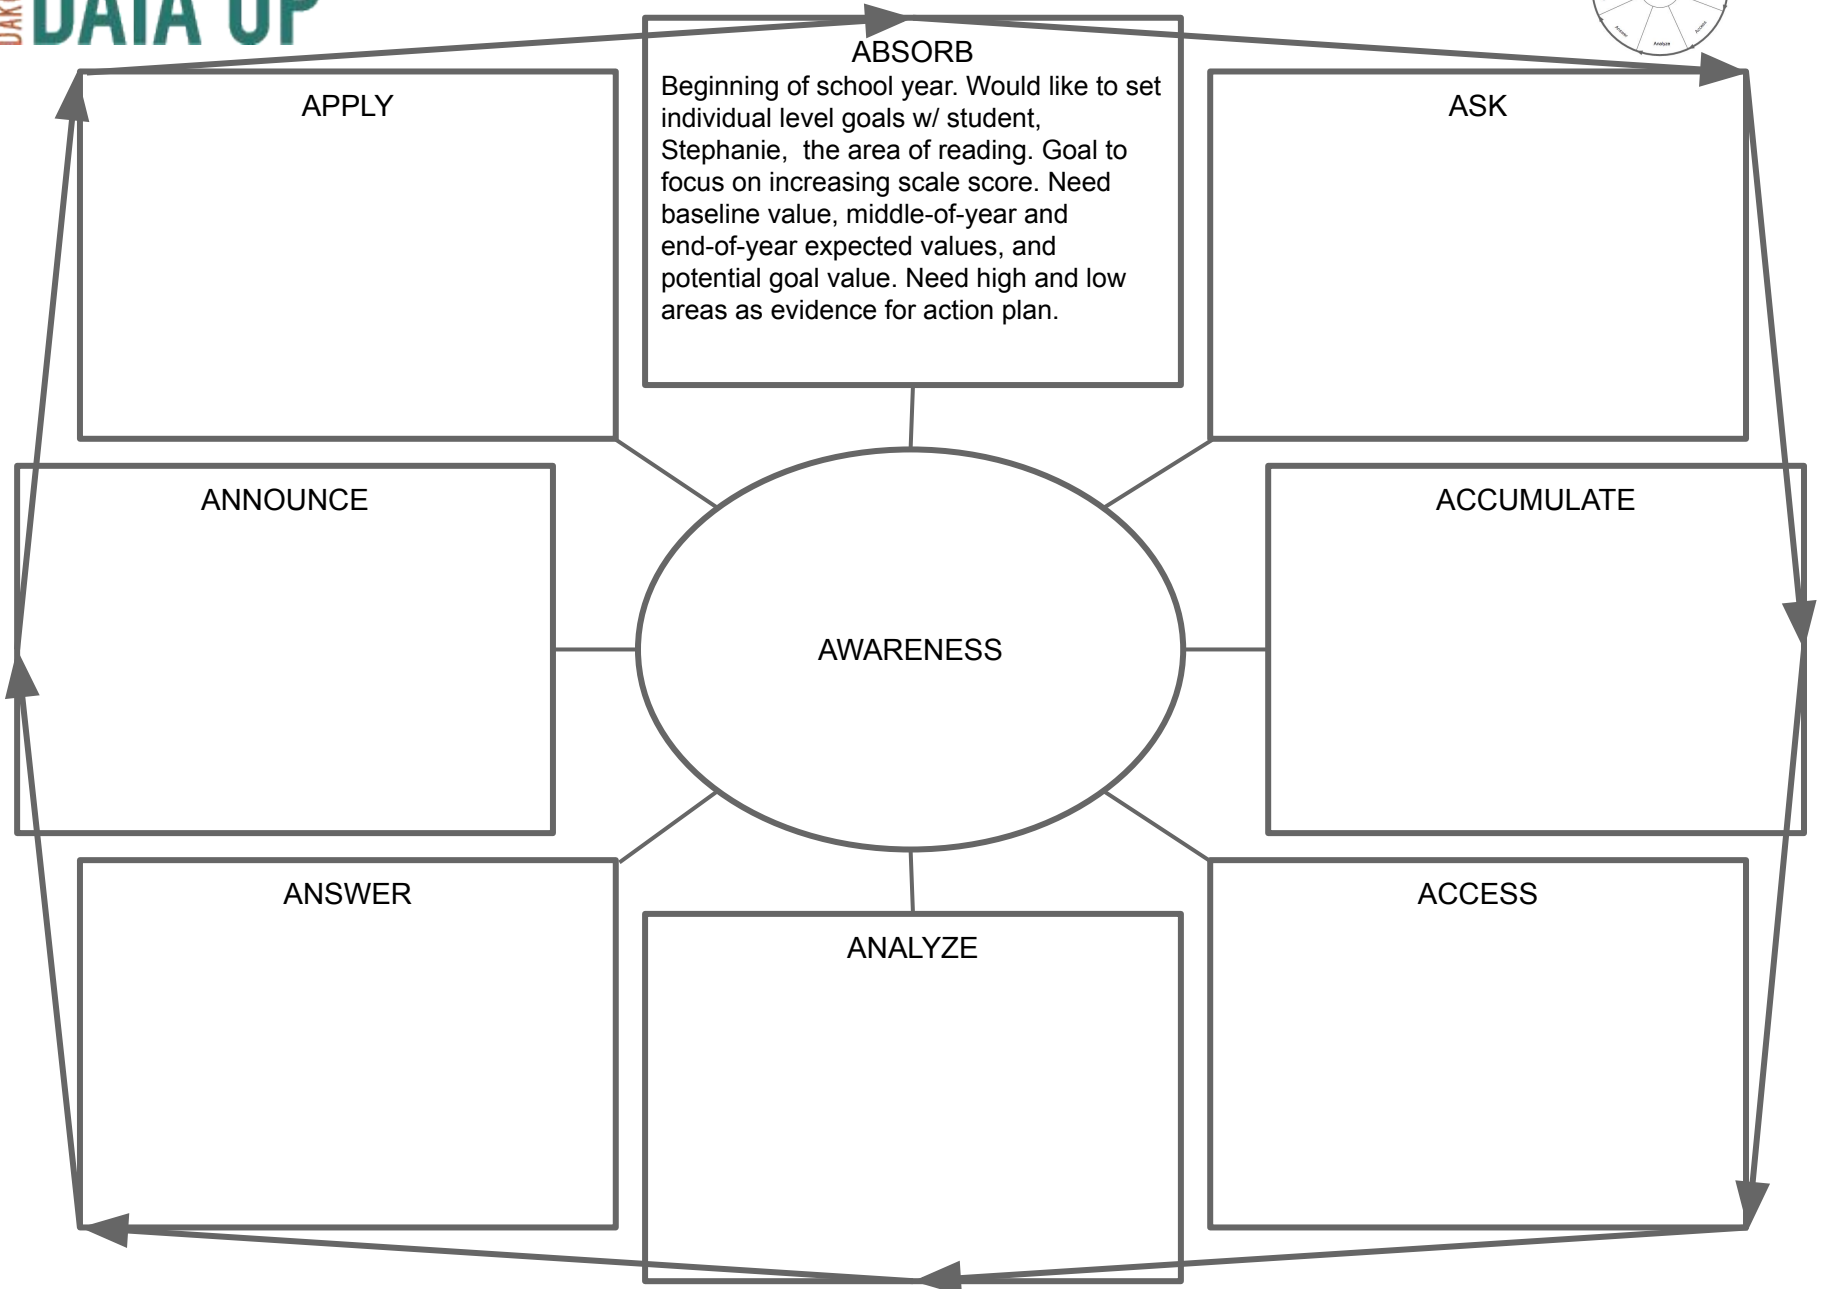 DATA UP
ABSORB
Beginning of school year. Would like to set
individual level goals w/ student,
Stephanie,  the area of reading. Goal to
focus on increasing scale score. Need
baseline value, middle-of-year and
end-of-year expected values, and
potential goal value. Need high and low
areas as evidence for action plan.
ASK
ACCUMULATE
ACCESS
ANALYZE
ANSWER
ANNOUNCE
APPLY
AWARENESS
Answer
Analyze
Access